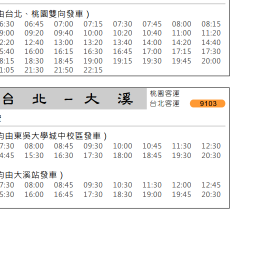 由台北、桃園雙向發車)
6:30 06:45 07:00 07:15 07:30 07:45 08:00 08:15
9:00 09:20 09:40 10:00 10:20 10:40 11:00 11:20
2:20 12:40 13:00 13:20 13:40 14:00 14:20 14:40
5:40 16:00 16:15 16:30 16:45 17:00 17:15 17:30
8:15 18:30 18:45 19:00 19:15 19:30 19:45 20:00
1:05 21:30 21:50 22:15
台 北 – 大 溪
桃園客運
台北客運 9103
均由東吳大學城中校區發車)
7:30 08:00 08:45 09:30 10:00 10:45 11:30 12:30
4:45 15:30 16:30 17:30 18:00 18:45 19:30 20:30
均由大溪站發車)
7:30 08:00 08:45 09:30 10:30 11:30 12:00 12:45
5:30 16:00 16:45 17:30 18:30 19:00 19:45 20:30